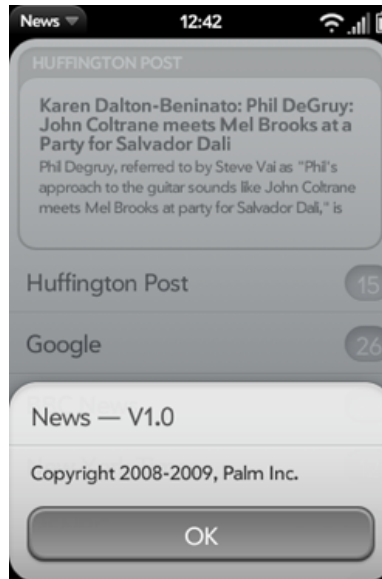 News
12:42
HUFFINGTON POST
Karen Dalton-Beninato: Phil DeGruy:
John Coltrane meets Mel Brooks at a
Party for Salvador Dali
Phil Degruy, referred to by Steve Vai as "Phil's
approach to the guitar sounds like John Coltrane
meets Mel Brooks at party for Salvador Dali," is
Huffington Post 15
Google 26
BBC News
News — V1.0
Copyright 2008-2009, Palm Inc.
OK